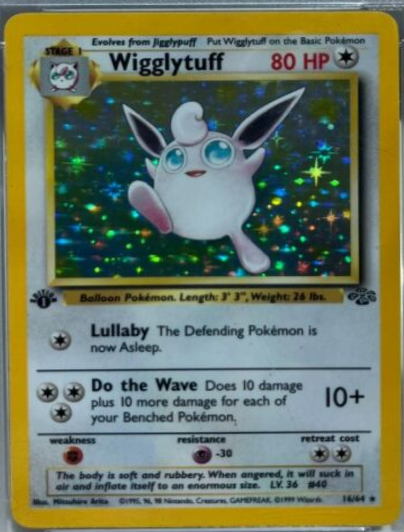 Evolves from Jigglypuff Put Wigglytuff on the Basic Pokémon
STAGE 1
Wigglytuff 80 HP
Edition
1
Balloon Pokémon. Length: 3' 3", Weight: 26 lbs.
Lullaby The Defending Pokémon is
now Asleep.
Do the Wave Does 10 damage
plus 10 more damage for each of
your Benched Pokémon.
10+
weakness resistance retreat cost
-30
The body is soft and rubbery. When angered, it will suck in
air and inflate itself to an enormous size. LV. 36 #40
Illus. Mitsuhiro Arita ©1995, 96, 98 Nintendo, Creatures, GAMEFREAK. ©1999 Wizards. 16/64 ★